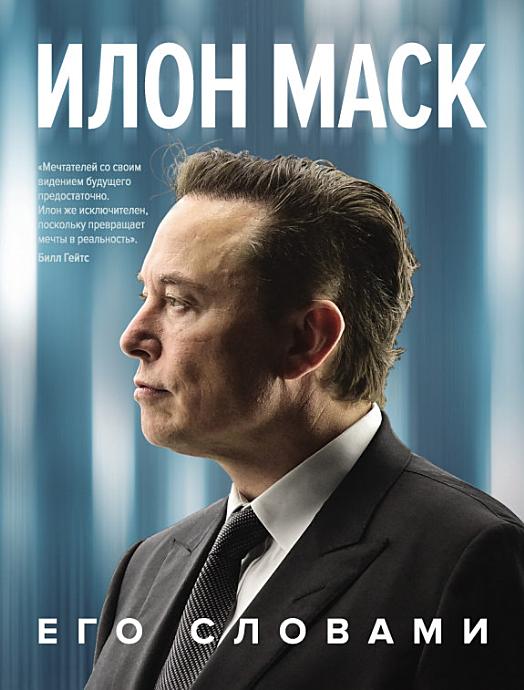 ИЛОН МАСК
«Мечтателей со своим
видением будущего
предостаточно.
Илон же исключителен,
поскольку превращает
мечты в реальность».
Билл Гейтс
ЕГО СЛОВАМИ